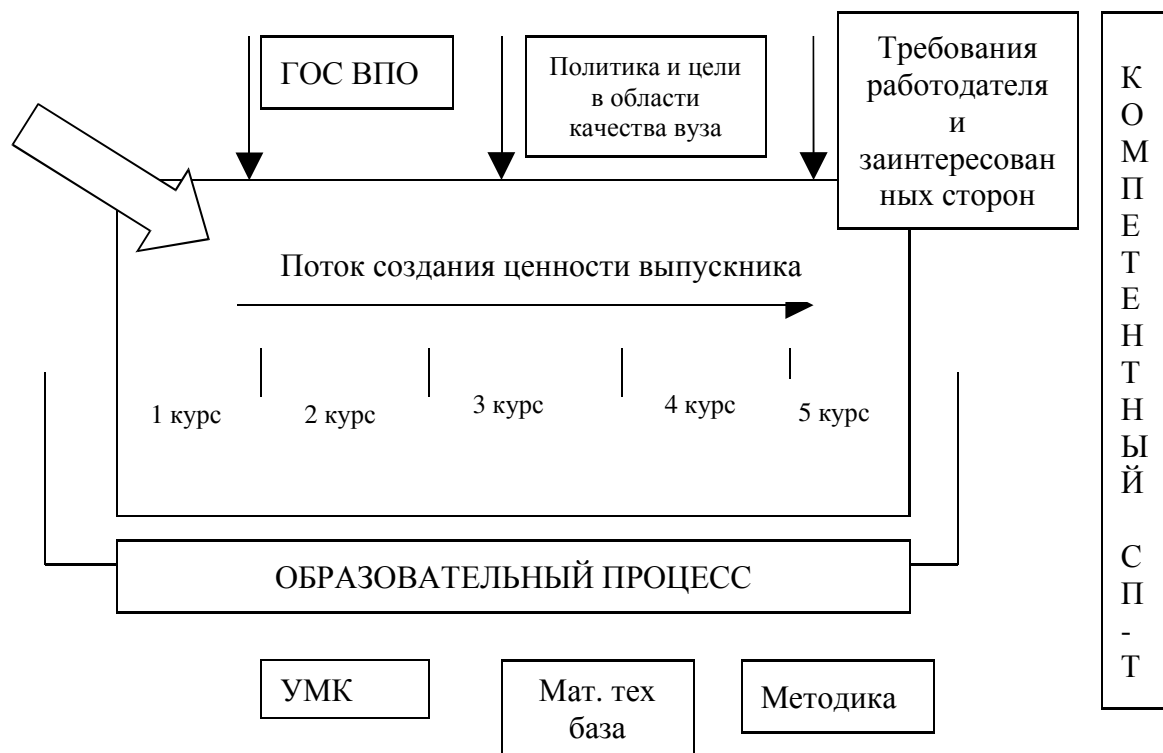 ГОС ВПО
Политика и цели
в области
качества вуза
Требования
работодателя
и
заинтересован
ных сторон
Поток создания ценности выпускника
1 курс
2 курс
3 курс
4 курс
5 курс
ОБРАЗОВАТЕЛЬНЫЙ ПРОЦЕСС
УМК
Мат. тех
база
Методика
К
О
М
П
Е
Т
Е
Н
Т
Н
Ы
Й
С
П
-
Т